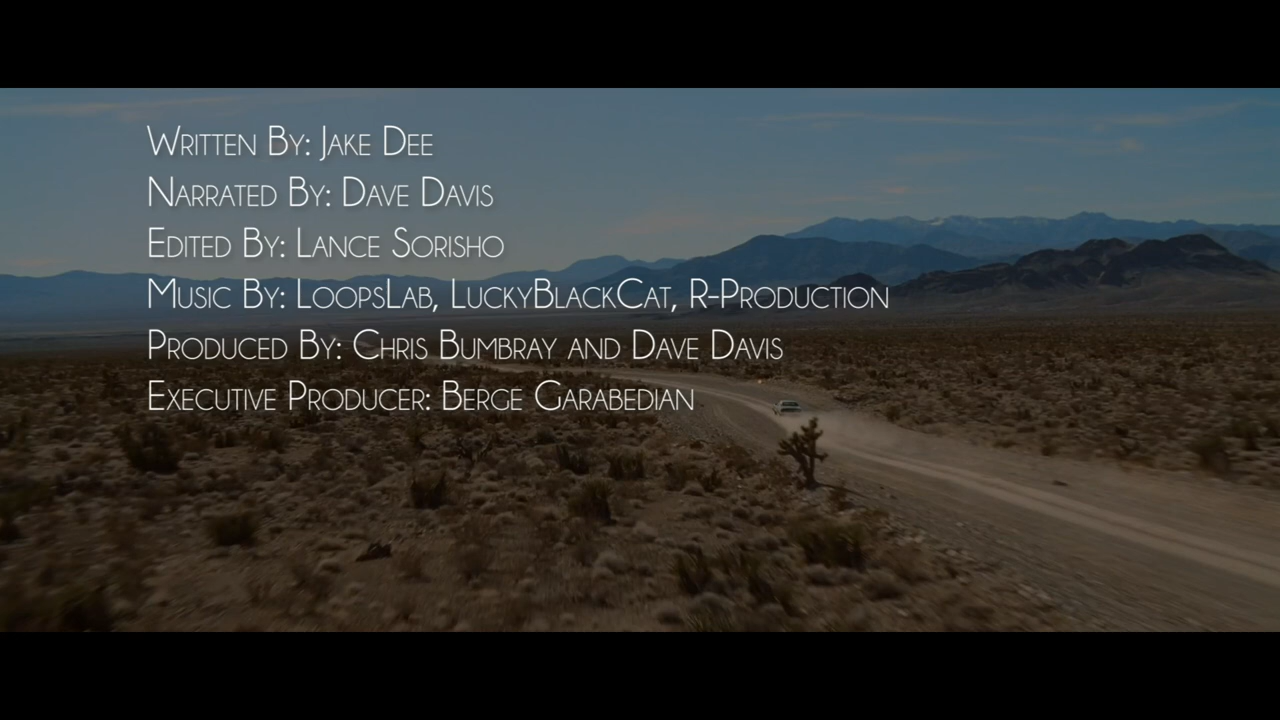 Written By: Jake Dee
Narrated By: Dave Davis
Edited By: Lance Sorisho
Music By: LoopsLab, LuckyBlackCat, R-Production
Produced By: Chris Bumbray and Dave Davis
Executive Producer: Berge Garabedian